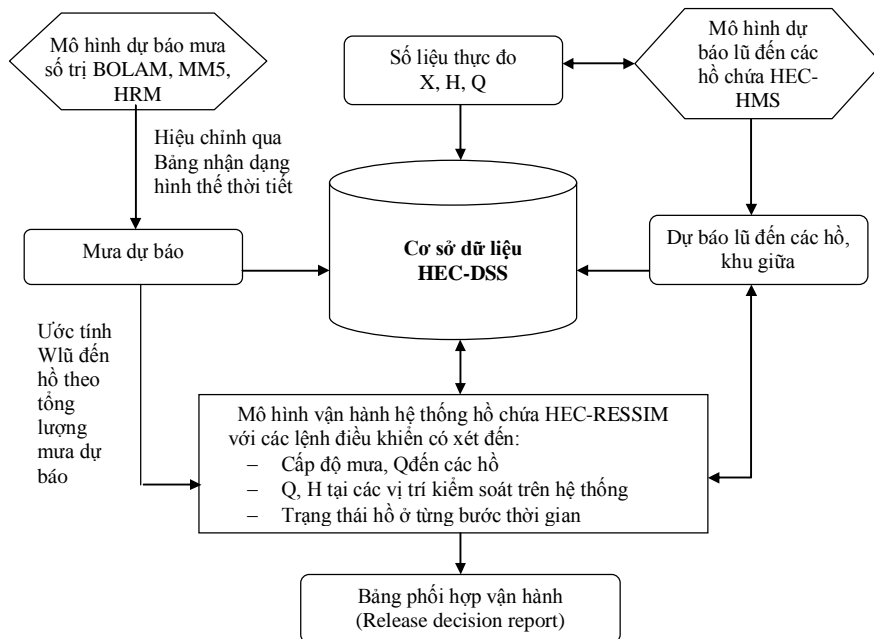 Mô hình dự báo mưa
số trị BOLAM, MM5,
HRM
Số liệu thực đo
X, H, Q
Mô hình dự
báo lũ đến các
hồ chứa HEC-
HMS
Hiệu chỉnh qua
Bảng nhận dạng
hình thế thời tiết
Mưa dự báo
Cơ sở dữ liệu
HEC-DSS
Dự báo lũ đến các hồ,
khu giữa
Ước tính
Wlũ đến
hồ theo
tổng
lượng
mưa dự
báo
Mô hình vận hành hệ thống hồ chứa HEC-RESSIM
với các lệnh điều khiển có xét đến:
– Cấp độ mưa, Qđến các hồ
– Q, H tại các vị trí kiểm soát trên hệ thống
– Trạng thái hồ ở từng bước thời gian
Bảng phối hợp vận hành
(Release decision report)